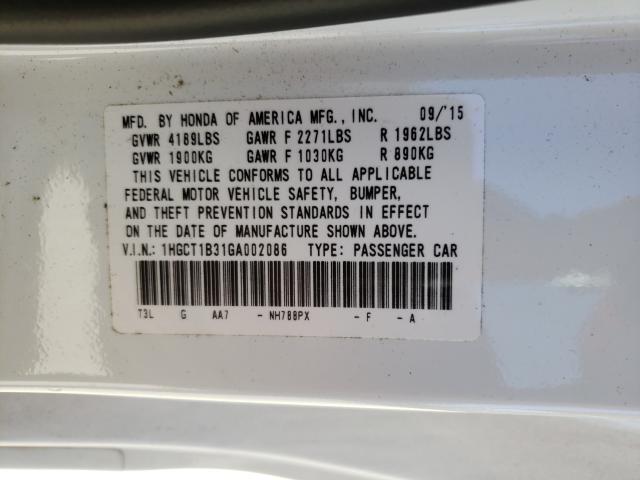 MFD. BY HONDA OF AMERICA MFG., INC. 09/'15
GVWR 4189LBS GAWR F 2271LBS R 1962LBS
GVWR 1900KG GAWR F 1030KG R 890KG
THIS VEHICLE CONFORMS TO ALL APPLICABLE
FEDERAL MOTOR VEHICLE SAFETY, BUMPER,
AND THEFT PREVENTION STANDARDS IN EFFECT
ON THE DATE OF MANUFACTURE SHOWN ABOVE.
V.I.N.: 1HGCT1B31GA002086 TYPE: PASSENGER CAR
T3L G AA7 - NH788PX - F - A